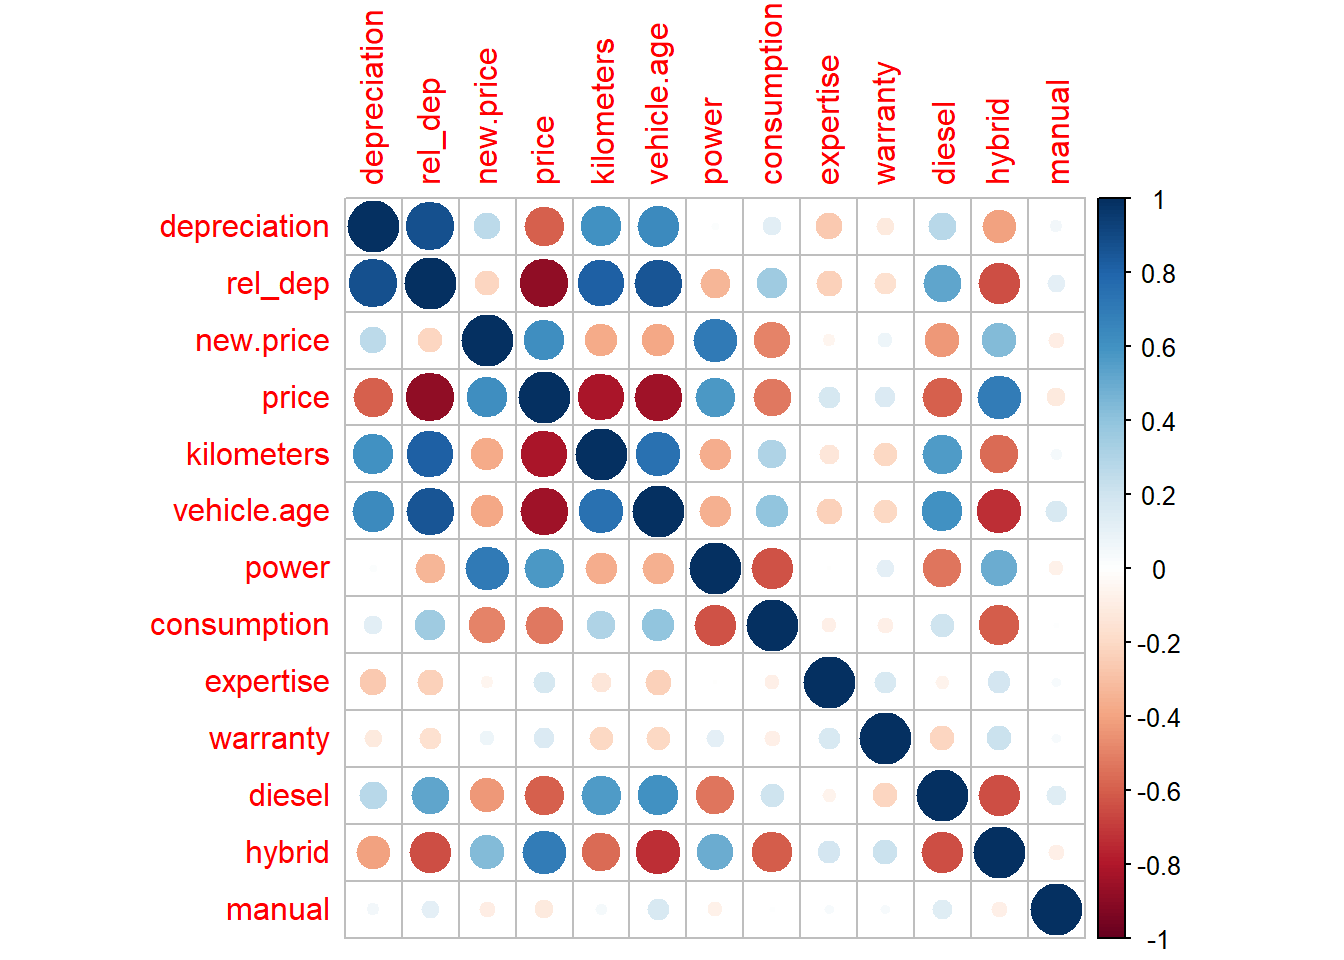 depreciation
rel_dep
new.price
price
kilometers
vehicle.age
power
consumption
expertise
warranty
diesel
hybrid
manual
depreciation
rel_dep
new.price
price
kilometers
vehicle.age
power
consumption
expertise
warranty
diesel
hybrid
manual
1
0.8
0.6
0.4
0.2
0
-0.2
-0.4
-0.6
-0.8
-1